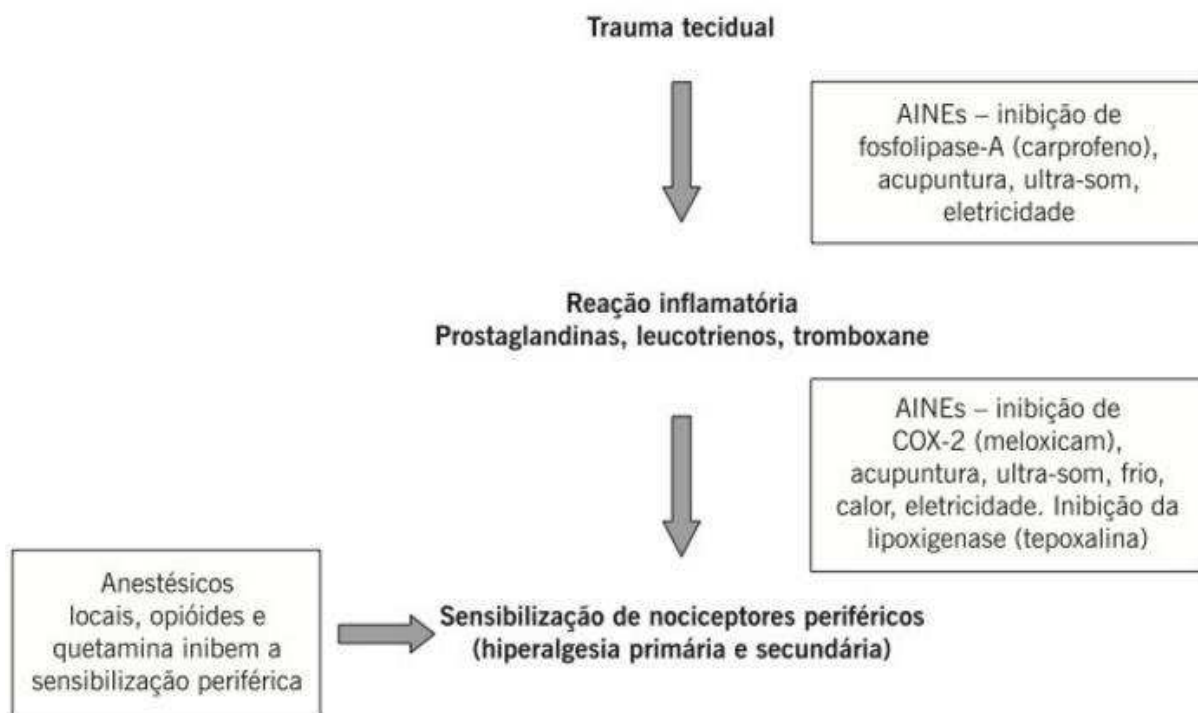 Trauma tecidual
AINEs – inibição de
fosfolipase-A (carprofeno),
acupuntura, ultra-som,
eletricidade
Reação inflamatória
Prostaglandinas, leucotrienos, tromboxane
AINEs – inibição de
COX-2 (meloxicam),
acupuntura, ultra-som, frio,
calor, eletricidade. Inibição da
lipoxigenase (tepoxalina)
Anestésicos
locais, opióides e
quetamina inibem a
sensibilização periférica
Sensibilização de nociceptores periféricos
(hiperalgesia primária e secundária)